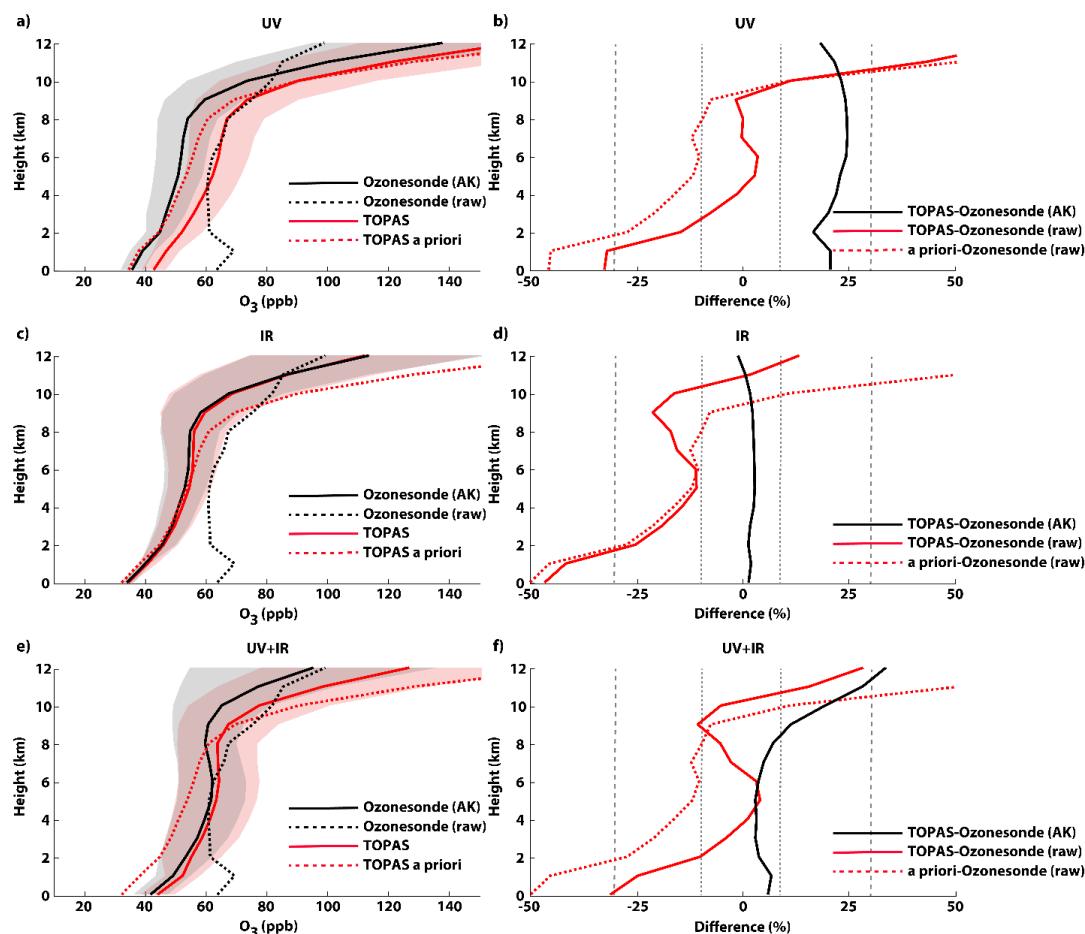 a)
UV
12
10
8
6
4
2
0
Height (km)
Ozonesonde (AK)
Ozonesonde (raw)
TOPAS
TOPAS a priori
20 40 60 80 100 120 140
O3 (ppb)
b)
UV
12
10
8
6
4
2
0
Height (km)
TOPAS-Ozonesonde (AK)
TOPAS-Ozonesonde (raw)
a priori-Ozonesonde (raw)
-50 -25 0 25 50
Difference (%)
c)
IR
12
10
8
6
4
2
0
Height (km)
Ozonesonde (AK)
Ozonesonde (raw)
TOPAS
TOPAS a priori
20 40 60 80 100 120 140
O3 (ppb)
d)
IR
12
10
8
6
4
2
0
Height (km)
TOPAS-Ozonesonde (AK)
TOPAS-Ozonesonde (raw)
a priori-Ozonesonde (raw)
-50 -25 0 25 50
Difference (%)
e)
UV+IR
12
10
8
6
4
2
0
Height (km)
Ozonesonde (AK)
Ozonesonde (raw)
TOPAS
TOPAS a priori
20 40 60 80 100 120 140
O3 (ppb)
f)
UV+IR
12
10
8
6
4
2
0
Height (km)
TOPAS-Ozonesonde (AK)
TOPAS-Ozonesonde (raw)
a priori-Ozonesonde (raw)
-50 -25 0 25 50
Difference (%)